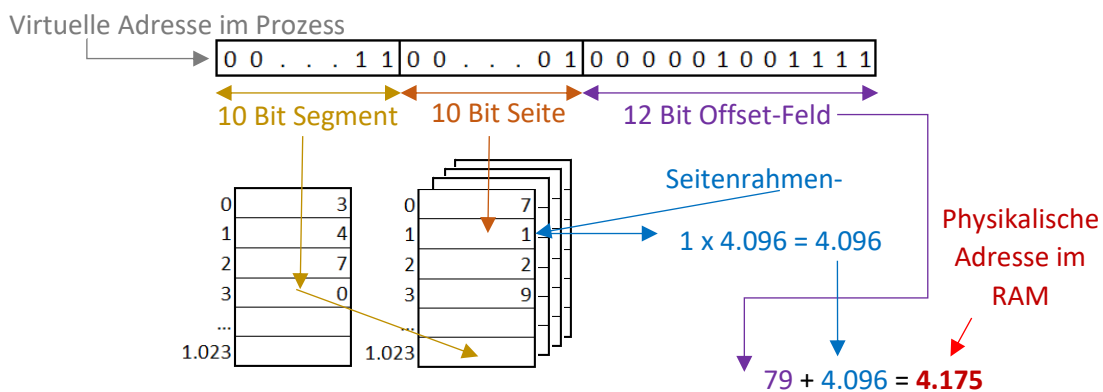 Virtuelle Adresse im Prozess
0 0 . . . 1 1 0 0 . . . 0 1 0 0 0 0 0 1 0 0 1 1 1 1
10 Bit Segment 10 Bit Seite 12 Bit Offset-Feld
Seitenrahmen-
0 3 0 7
1 4 1 1
2 7 2 2
3 0 3 9
... ...
1.023 1.023
1 x 4.096 = 4.096
Physikalische
Adresse im
RAM
79 + 4.096 = 4.175